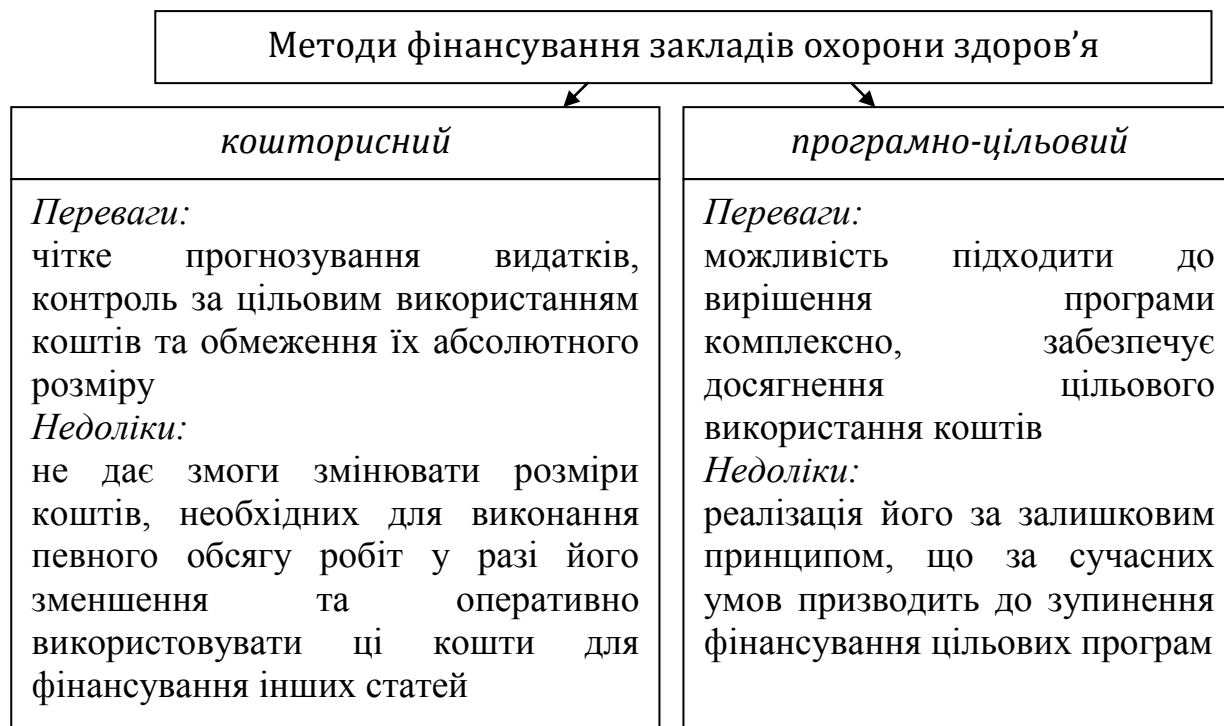 Методи фінансування закладів охорони здоров’я
кошторисний
Переваги:
чітке прогнозування видатків,
контроль за цільовим використанням
коштів та обмеження їх абсолютного
розміру
Недоліки:
не дає змоги змінювати розміри
коштів, необхідних для виконання
певного обсягу робіт у разі його
зменшення та оперативно
використовувати ці кошти для
фінансування інших статей
програмно-цільовий
Переваги:
можливість підходити до
вирішення програми
комплексно, забезпечує
досягнення цільового
використання коштів
Недоліки:
реалізація його за залишковим
принципом, що за сучасних
умов призводить до зупинення
фінансування цільових програм